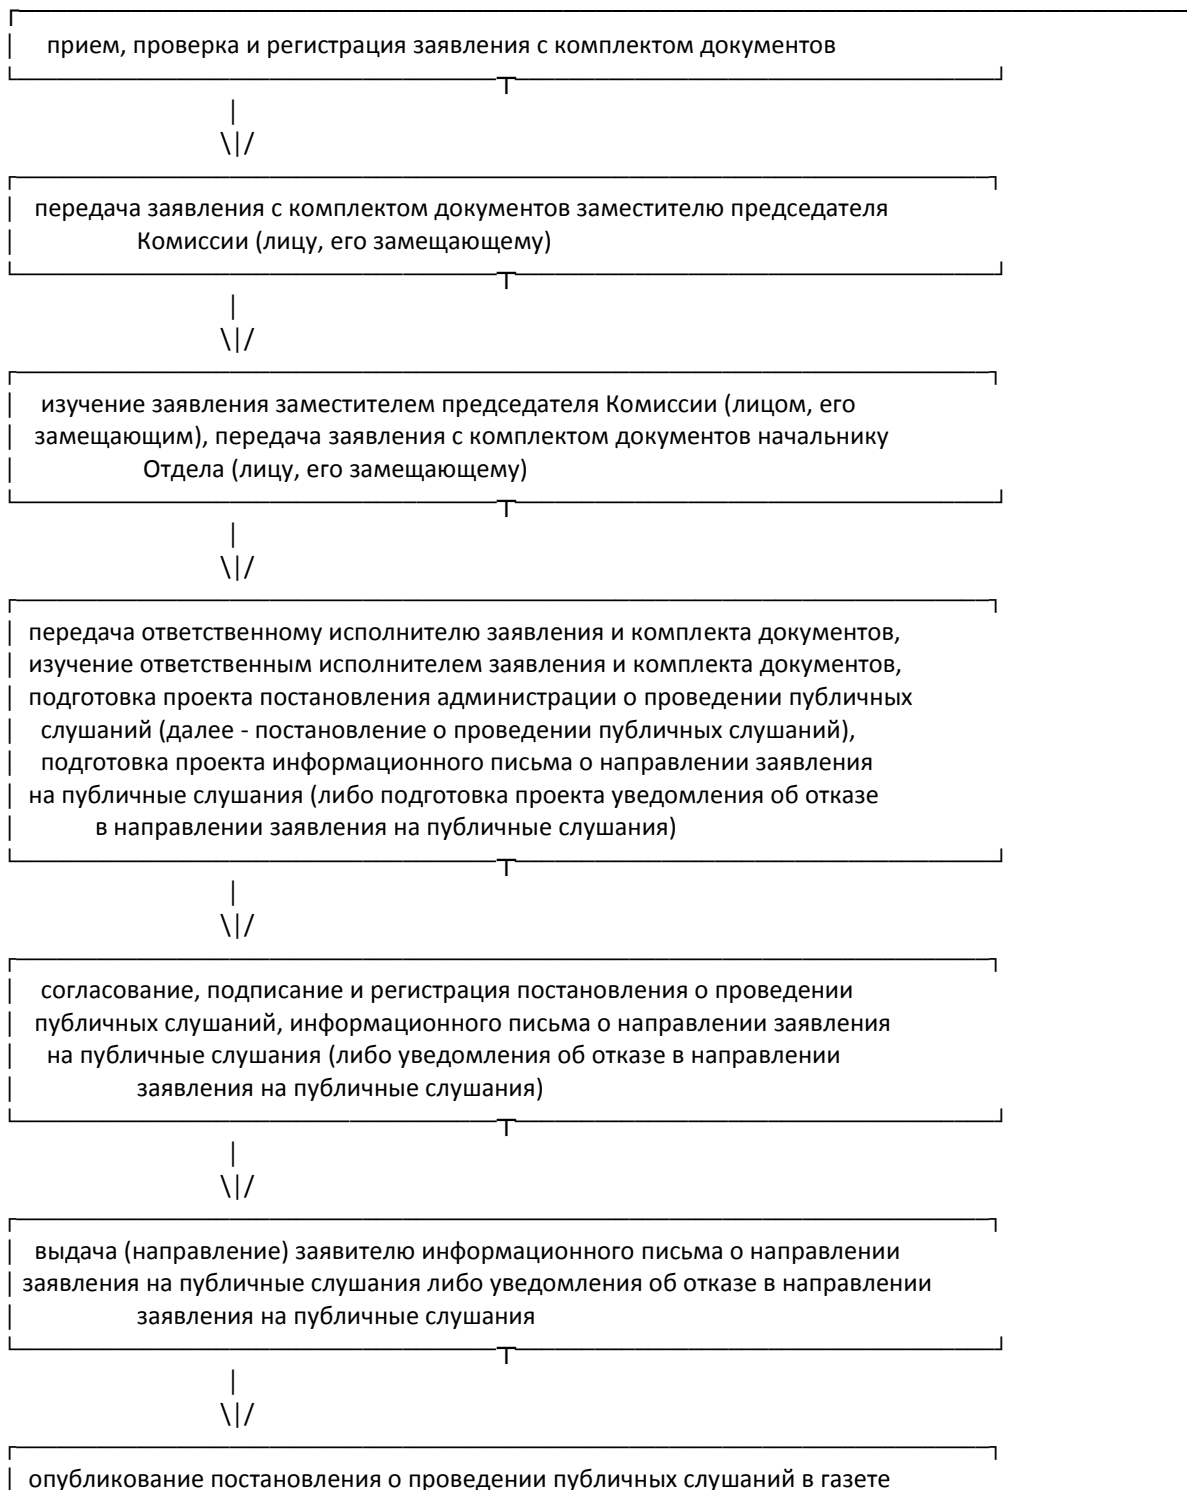 прием, проверка и регистрация заявления с комплектом документов
передача заявления с комплектом документов заместителю председателя
Комиссии (лицу, его замещающему)
изучение заявления заместителем председателя Комиссии (лицом, его
замещающим), передача заявления с комплектом документов начальнику
Отдела (лицу, его замещающему)
передача ответственному исполнителю заявления и комплекта документов,
изучение ответственным исполнителем заявления и комплекта документов,
подготовка проекта постановления администрации о проведении публичных
слушаний (далее - постановление о проведении публичных слушаний),
подготовка проекта информационного письма о направлении заявления
на публичные слушания (либо подготовка проекта уведомления об отказе
в направлении заявления на публичные слушания)
согласование, подписание и регистрация постановления о проведении
публичных слушаний, информационного письма о направлении заявления
на публичные слушания (либо уведомления об отказе в направлении
заявления на публичные слушания)
выдача (направление) заявителю информационного письма о направлении
заявления на публичные слушания либо уведомления об отказе в направлении
заявления на публичные слушания
опубликование постановления о проведении публичных слушаний в газете